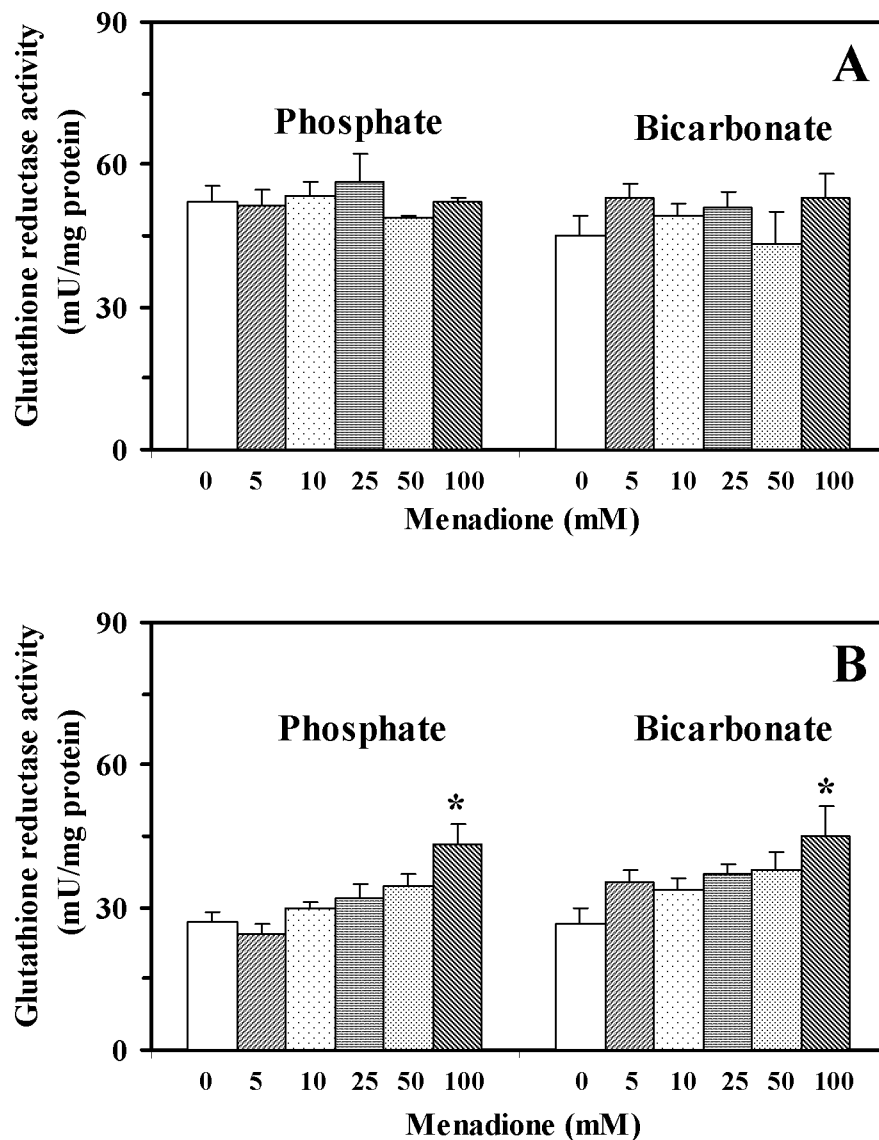 Glutathione reductase activity
(mU/mg protein)
90
60
30
0
A
Phosphate
Bicarbonate
0 5 10 25 50 100 0 5 10 25 50 100
Menadione (mM)
Glutathione reductase activity
(mU/mg protein)
90
60
30
0
B
Phosphate
Bicarbonate
*
*
0 5 10 25 50 100 0 5 10 25 50 100
Menadione (mM)